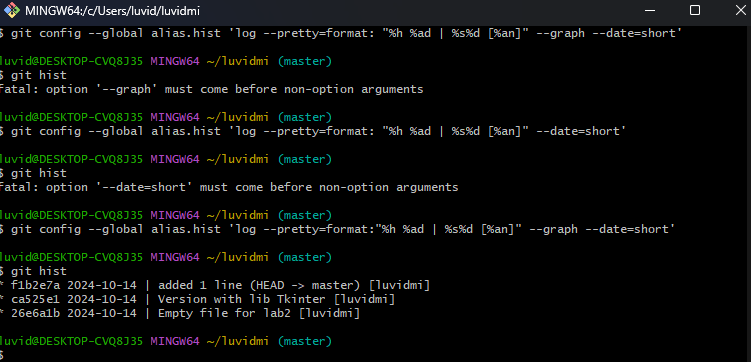 MINGW64:/c/Users/luvid/luvidmi
$ git config --global alias.hist 'log --pretty=format: "%h %ad | %s%d [%an]" --graph --date=short'
luvid@DESKTOP-CVQ8J35 MINGW64 ~/luvidmi (master)
$ git hist
fatal: option '--graph' must come before non-option arguments
luvid@DESKTOP-CVQ8J35 MINGW64 ~/luvidmi (master)
$ git config --global alias.hist 'log --pretty=format: "%h %ad | %s%d [%an]" --date=short'
luvid@DESKTOP-CVQ8J35 MINGW64 ~/luvidmi (master)
$ git hist
fatal: option '--date=short' must come before non-option arguments
luvid@DESKTOP-CVQ8J35 MINGW64 ~/luvidmi (master)
$ git config --global alias.hist 'log --pretty=format:"%h %ad | %s%d [%an]" --graph --date=short'
luvid@DESKTOP-CVQ8J35 MINGW64 ~/luvidmi (master)
$ git hist
* f1b2e7a 2024-10-14 | added 1 line (HEAD -> master) [luvidmi]
* ca525e1 2024-10-14 | Version with lib Tkinter [luvidmi]
* 26e6a1b 2024-10-14 | Empty file for lab2 [luvidmi]
luvid@DESKTOP-CVQ8J35 MINGW64 ~/luvidmi (master)
$